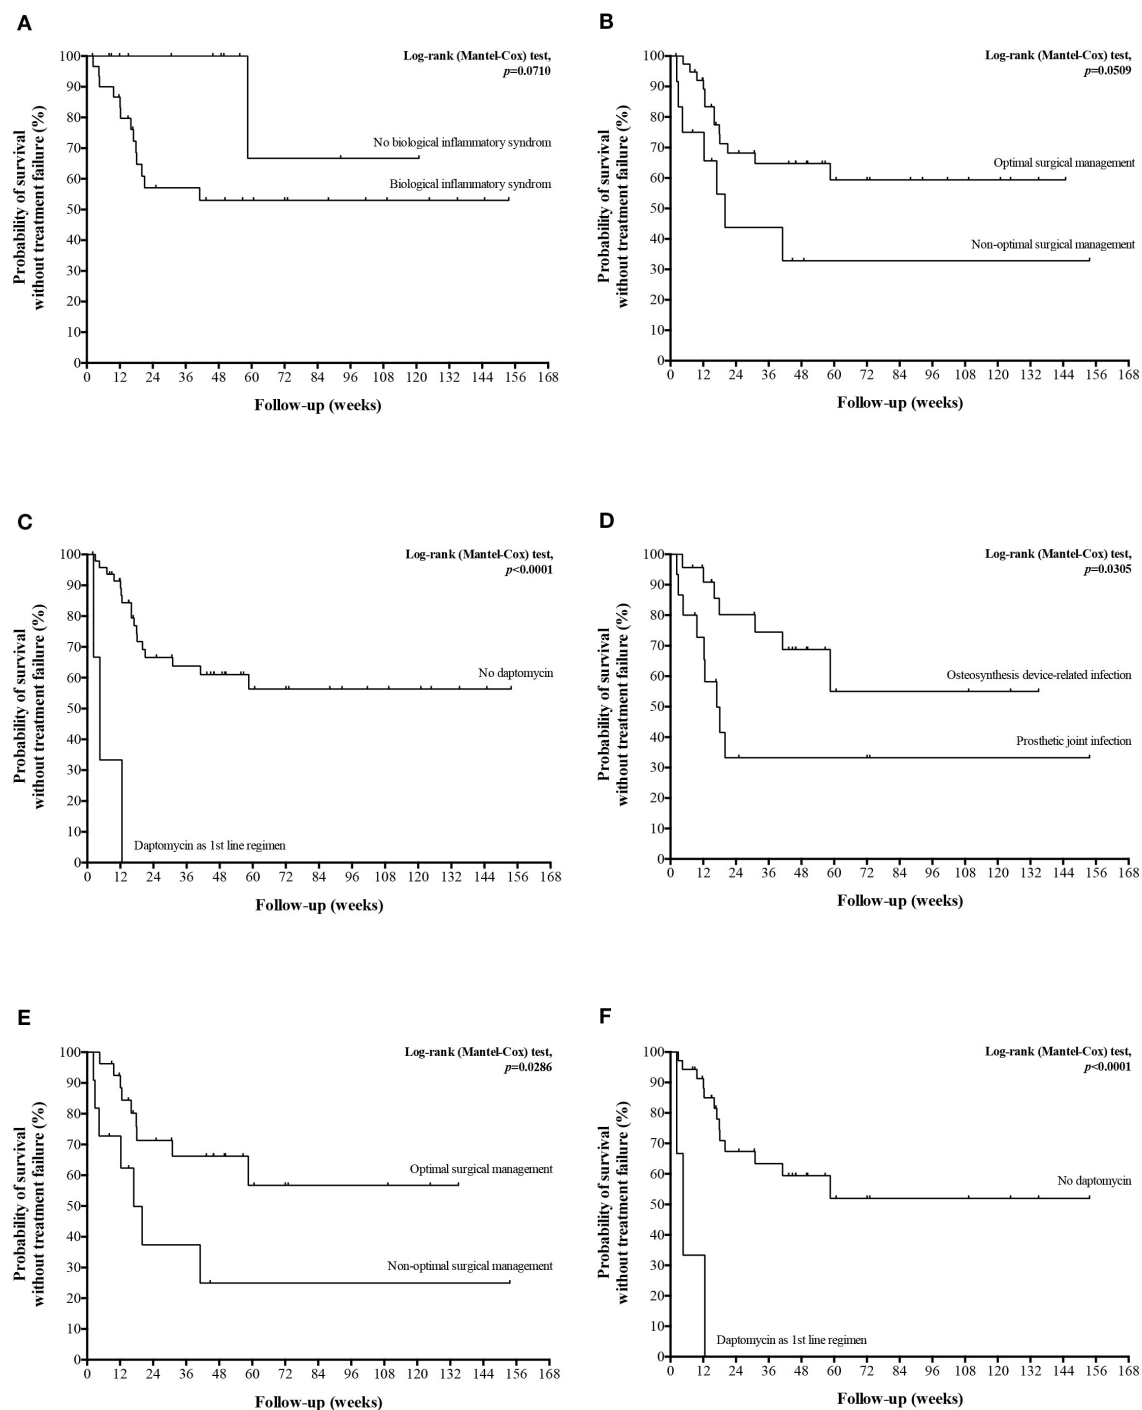 A
Log-rank (Mantel-Cox) test,
p=0.0710
100
90
80
70
60
50
40
30
20
10
0
Probability of survival
without treatment failure (%)
No biological inflammatory syndrom
Biological inflammatory syndrom
0 12 24 36 48 60 72 84 96 108 120 132 144 156 168
Follow-up (weeks)
B
Log-rank (Mantel-Cox) test,
p=0.0509
100
90
80
70
60
50
40
30
20
10
0
Probability of survival
without treatment failure (%)
Optimal surgical management
Non-optimal surgical management
0 12 24 36 48 60 72 84 96 108 120 132 144 156 168
Follow-up (weeks)
C
Log-rank (Mantel-Cox) test,
p<0.0001
100
90
80
70
60
50
40
30
20
10
0
Probability of survival
without treatment failure (%)
No daptomycin
Daptomycin as 1st line regimen
0 12 24 36 48 60 72 84 96 108 120 132 144 156 168
Follow-up (weeks)
D
Log-rank (Mantel-Cox) test,
p=0.0305
100
90
80
70
60
50
40
30
20
10
0
Probability of survival
without treatment failure (%)
Osteosynthesis device-related infection
Prosthetic joint infection
0 12 24 36 48 60 72 84 96 108 120 132 144 156 168
Follow-up (weeks)
E
Log-rank (Mantel-Cox) test,
p=0.0286
100
90
80
70
60
50
40
30
20
10
0
Probability of survival
without treatment failure (%)
Optimal surgical management
Non-optimal surgical management
0 12 24 36 48 60 72 84 96 108 120 132 144 156 168
Follow-up (weeks)
F
Log-rank (Mantel-Cox) test,
p<0.0001
100
90
80
70
60
50
40
30
20
10
0
Probability of survival
without treatment failure (%)
No daptomycin
Daptomycin as 1st line regimen
0 12 24 36 48 60 72 84 96 108 120 132 144 156 168
Follow-up (weeks)